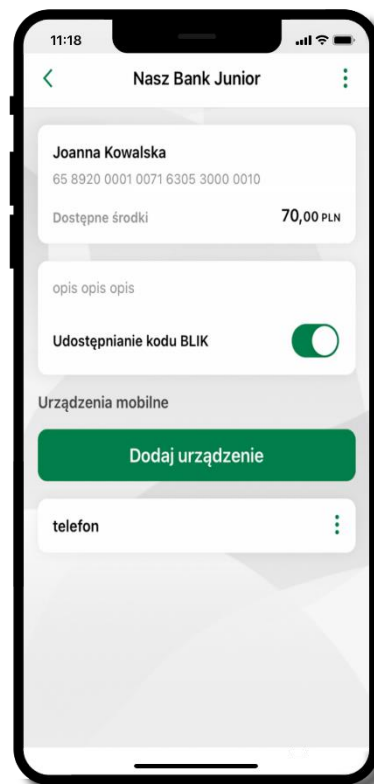 11:18
Nasz Bank Junior
Joanna Kowalska
65 8920 0001 0071 6305 3000 0010
Dostępne środki 70,00 PLN
opis opis opis
Udostępnianie kodu BLIK
Urządzenia mobilne
Dodaj urządzenie
telefon